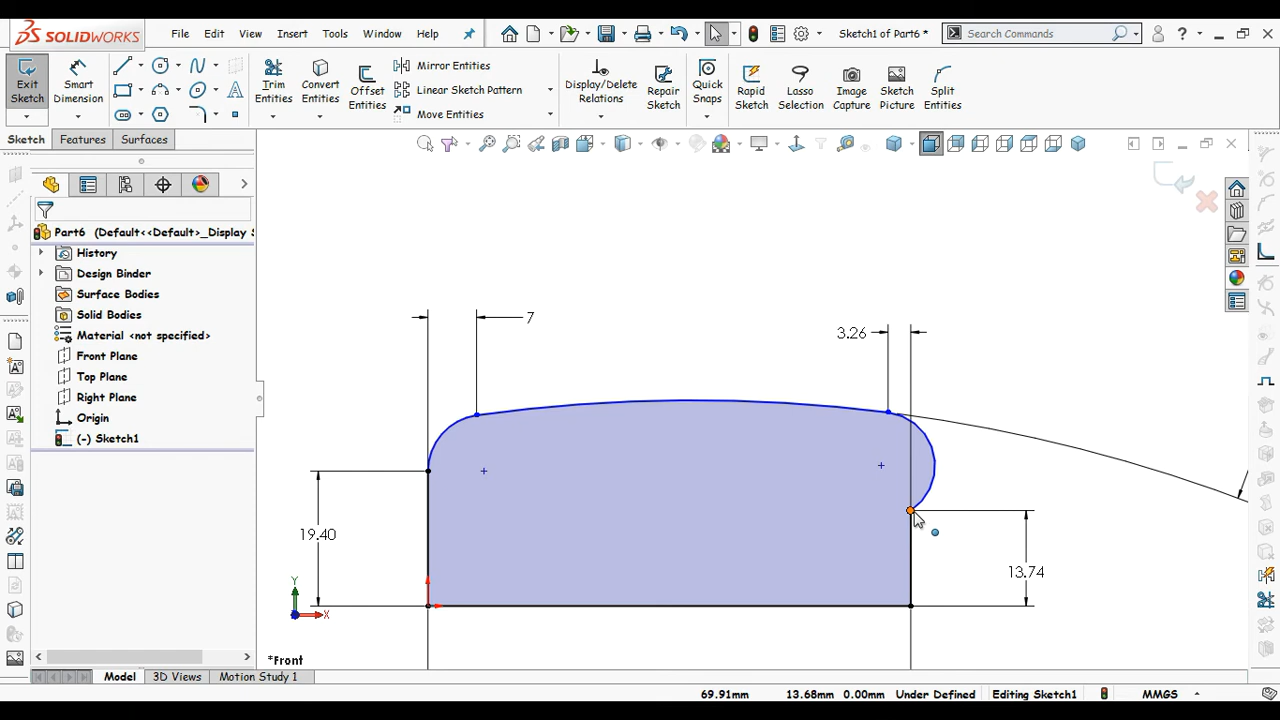 SOLIDWORKS File Edit View Insert Tools Window Help Sketch1 of Part6 * Search Commands ?
Exit Sketch
Smart Dimension
Trim Entities
Convert Entities
Offset Entities
Mirror Entities
Linear Sketch Pattern
Move Entities
Display/Delete Relations
Repair Sketch
Quick Snaps
Rapid Sketch
Lasso Selection
Image Capture
Sketch Picture
Split Entities
Sketch Features Surfaces
Part6 (Default<<Default>_Display S
History
Design Binder
Surface Bodies
Solid Bodies
Material <not specified>
Front Plane
Top Plane
Right Plane
Origin
(-) Sketch1
7
3.26
19.40
13.74
Y
X
*Front
Model 3D Views Motion Study 1
69.91mm 13.68mm 0.00mm Under Defined Editing Sketch1 MMGS